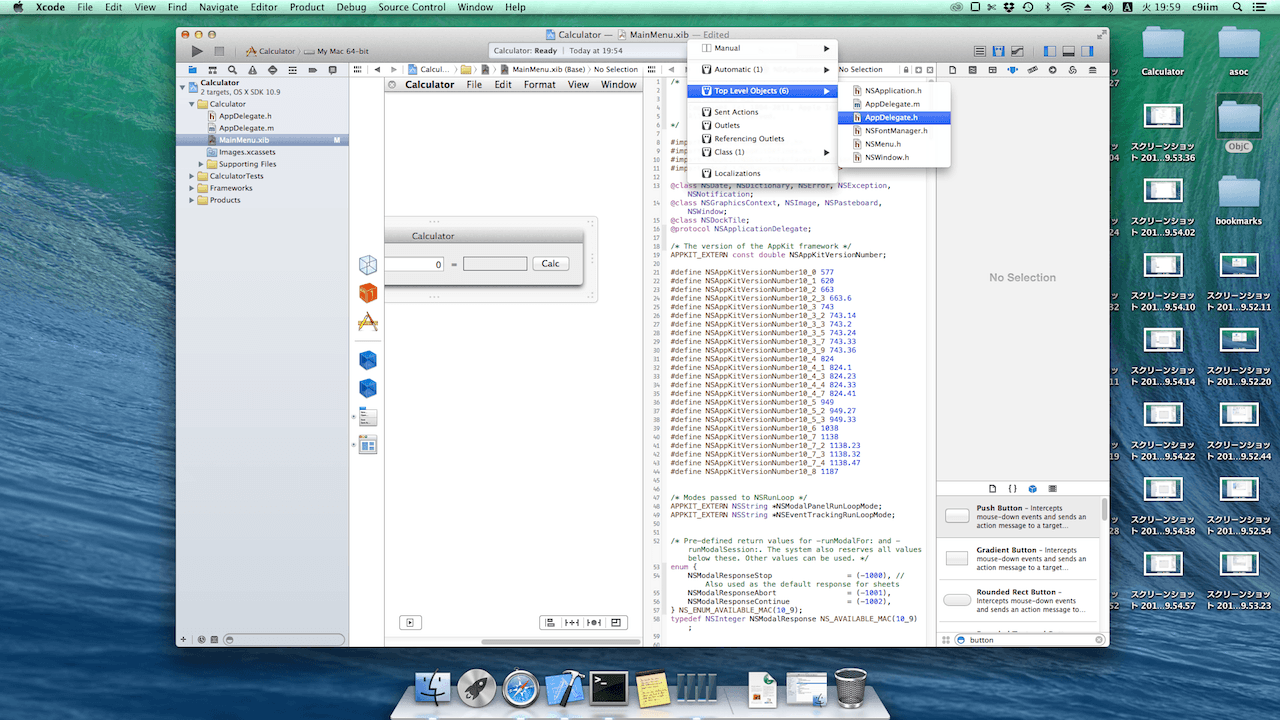 Xcode File Edit View Find Navigate Editor Product Debug Source Control Window Help
A 火 19:59 c9iim
Calculator — MainMenu.xib — Edited
Calculator My Mac 64-bit
Calculator: Ready Today at 19:54
Calcul... MainMenu.xib (Base) No Selection
No Selection
Calculator
2 targets, OS X SDK 10.9
Calculator
AppDelegate.h
AppDelegate.m
MainMenu.xib M
Images.xcassets
Supporting Files
CalculatorTests
Frameworks
Products
Calculator File Edit Format View Window
Calculator
0 = Calc
Manual
Automatic (1)
Top Level Objects (6)
Sent Actions
Outlets
Referencing Outlets
Class (1)
Localizations
NSApplication.h
AppDelegate.m
AppDelegate.h
NSFontManager.h
NSMenu.h
NSWindow.h
/*
*/
#imp
#imp
#imp
#imp
@class NSDate, NSDictionary, NSError, NSException,
NSNotification;
@class NSGraphicsContext, NSImage, NSPasteboard,
NSWindow;
@class NSDockTile;
@protocol NSApplicationDelegate;
/* The version of the AppKit framework */
APPKIT_EXTERN const double NSAppKitVersionNumber;
#define NSAppKitVersionNumber10_0 577
#define NSAppKitVersionNumber10_1 620
#define NSAppKitVersionNumber10_2 663
#define NSAppKitVersionNumber10_2_3 663.6
#define NSAppKitVersionNumber10_3 743
#define NSAppKitVersionNumber10_3_2 743.14
#define NSAppKitVersionNumber10_3_3 743.2
#define NSAppKitVersionNumber10_3_5 743.24
#define NSAppKitVersionNumber10_3_7 743.33
#define NSAppKitVersionNumber10_3_9 743.36
#define NSAppKitVersionNumber10_4 824
#define NSAppKitVersionNumber10_4_1 824.1
#define NSAppKitVersionNumber10_4_3 824.23
#define NSAppKitVersionNumber10_4_4 824.33
#define NSAppKitVersionNumber10_4_7 824.41
#define NSAppKitVersionNumber10_5 949
#define NSAppKitVersionNumber10_5_2 949.27
#define NSAppKitVersionNumber10_5_3 949.33
#define NSAppKitVersionNumber10_6 1038
#define NSAppKitVersionNumber10_7 1138
#define NSAppKitVersionNumber10_7_2 1138.23
#define NSAppKitVersionNumber10_7_3 1138.32
#define NSAppKitVersionNumber10_7_4 1138.47
#define NSAppKitVersionNumber10_8 1187
/* Modes passed to NSRunLoop */
APPKIT_EXTERN NSString *NSModalPanelRunLoopMode;
APPKIT_EXTERN NSString *NSEventTrackingRunLoopMode;
/* Pre-defined return values for -runModalFor: and -
runModalSession:. The system also reserves all values
below these. Other values can be used. */
enum {
NSModalResponseStop = (-1000), //
Also used as the default response for sheets
NSModalResponseAbort = (-1001),
NSModalResponseContinue = (-1002),
} NS_ENUM_AVAILABLE_MAC(10_9);
typedef NSInteger NSModalResponse NS_AVAILABLE_MAC(10_9)
;
No Selection
Push Button – Intercepts
mouse-down events and sends an
action message to a target...
Gradient Button – Intercepts
mouse-down events and sends an
action message to a target...
Rounded Rect Button –
Intercepts mouse-down events
and sends an action message to...
button
Calculator asoc
スクリーンショット 201...9.53.36
ObjC
スクリーンショット 201...9.54.02
bookmarks
スクリーンショット 201...9.54.10
スクリーンショット 201...9.52.11
スクリーンショット 201...9.54.14
スクリーンショット 201...9.52.20
スクリーンショット 201...9.54.22
スクリーンショット 201...9.52.44
スクリーンショット 201...9.54.38
スクリーンショット 201...9.52.54
スクリーンショット 201...9.54.57
スクリーンショット 201...9.53.23